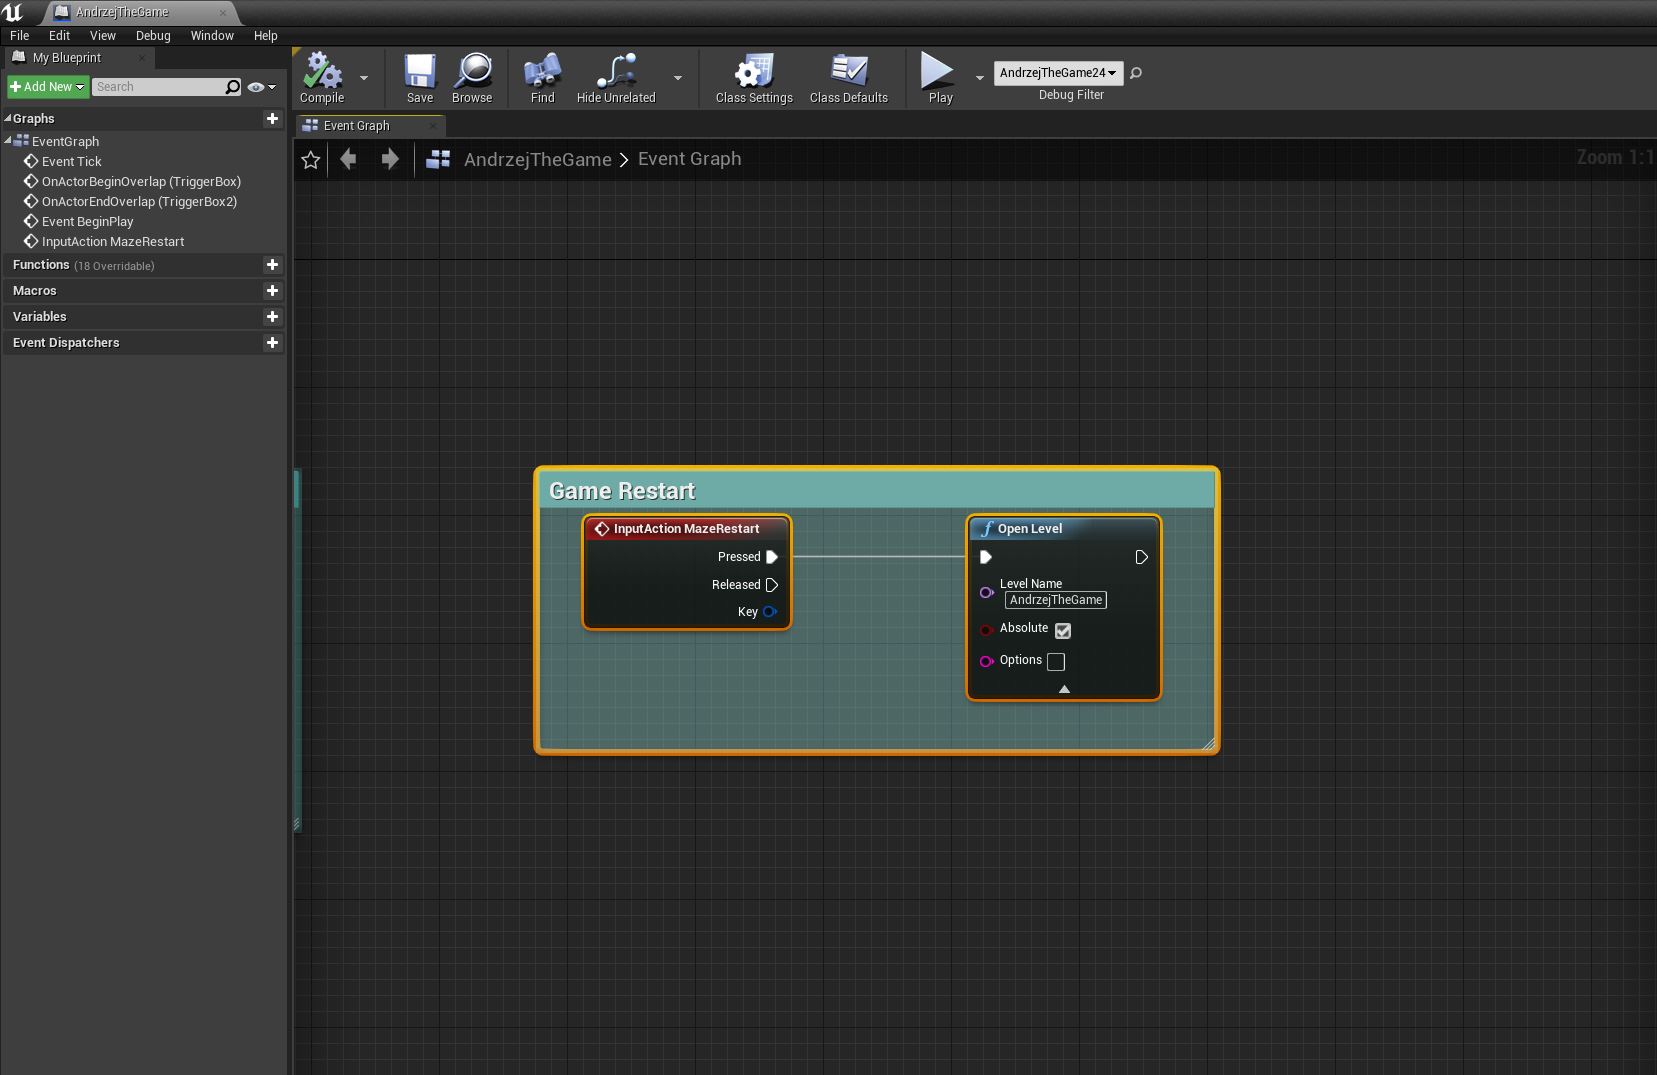 AndrzejTheGame
File Edit View Debug Window Help
My Blueprint
Add New Search
Compile Save Browse Find Hide Unrelated Class Settings Class Defaults Play
AndrzejTheGame24
Debug Filter
Graphs
EventGraph
Event Tick
OnActorBeginOverlap (TriggerBox)
OnActorEndOverlap (TriggerBox2)
Event BeginPlay
InputAction MazeRestart
Functions (18 Overridable)
Macros
Variables
Event Dispatchers
Event Graph
AndrzejTheGame > Event Graph
Zoom 1:1
Game Restart
InputAction MazeRestart
Pressed
Released
Key
f Open Level
Level Name
AndrzejTheGame
Absolute
Options